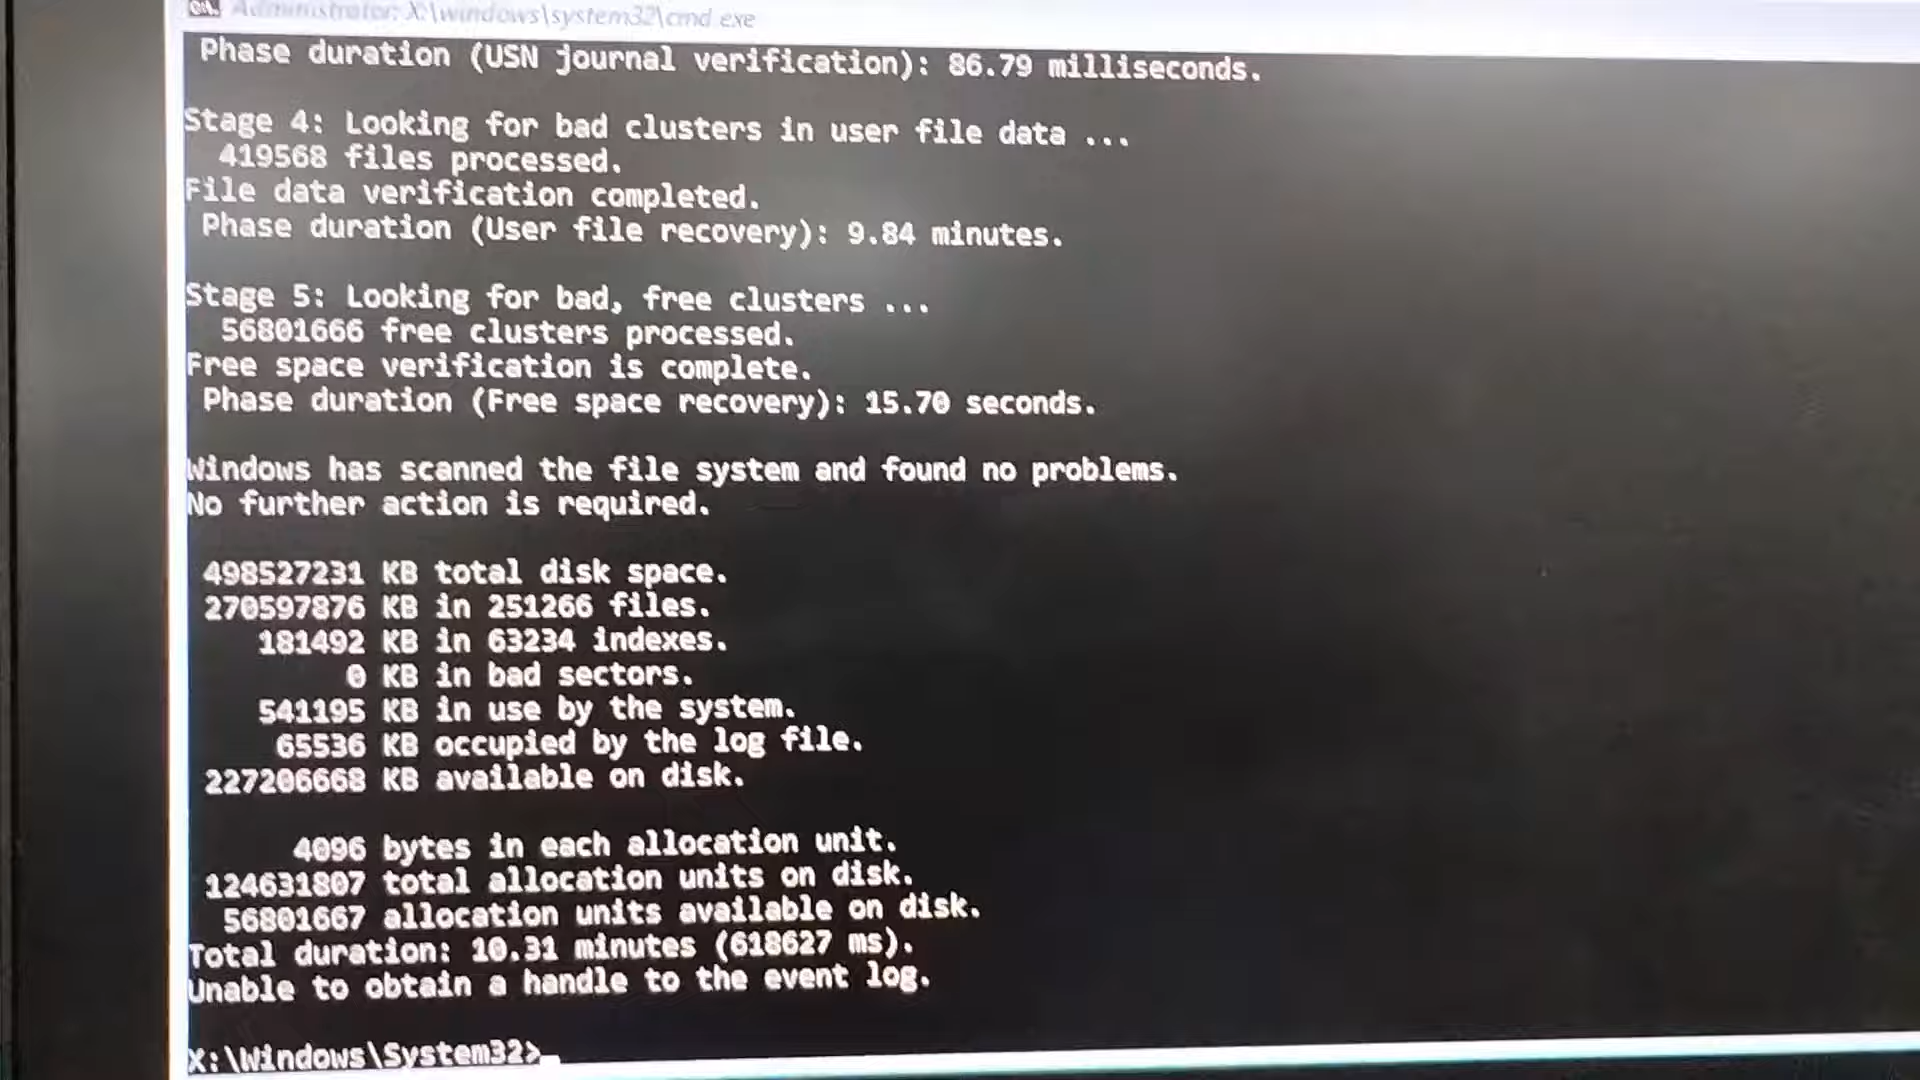 Administrator: X:\windows\system32\cmd.exe
Phase duration (USN journal verification): 86.79 milliseconds.
Stage 4: Looking for bad clusters in user file data ...
419568 files processed.
File data verification completed.
Phase duration (User file recovery): 9.84 minutes.
Stage 5: Looking for bad, free clusters ...
56801666 free clusters processed.
Free space verification is complete.
Phase duration (Free space recovery): 15.70 seconds.
Windows has scanned the file system and found no problems.
No further action is required.
498527231 KB total disk space.
270597876 KB in 251266 files.
181492 KB in 63234 indexes.
0 KB in bad sectors.
541195 KB in use by the system.
65536 KB occupied by the log file.
227206668 KB available on disk.
4096 bytes in each allocation unit.
124631807 total allocation units on disk.
56801667 allocation units available on disk.
Total duration: 10.31 minutes (618627 ms).
Unable to obtain a handle to the event log.
X:\Windows\System32>_